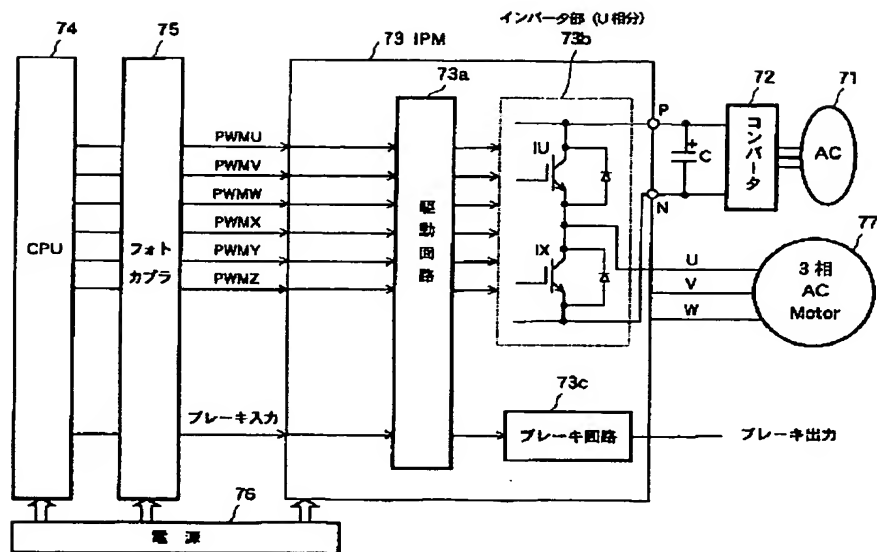 インバータ部 (U相分)
74
75
73 IPM
73b
73a
72
71
P
PWMU
PWMV
PWMW
PWMX
PWMY
PWMZ
IU
C
コンバータ
AC
N
CPU
フォト
カプラ
駆動回路
IX
77
U
V
W
3相
AC
Motor
73c
ブレーキ入力
ブレーキ回路
ブレーキ出力
76
電源